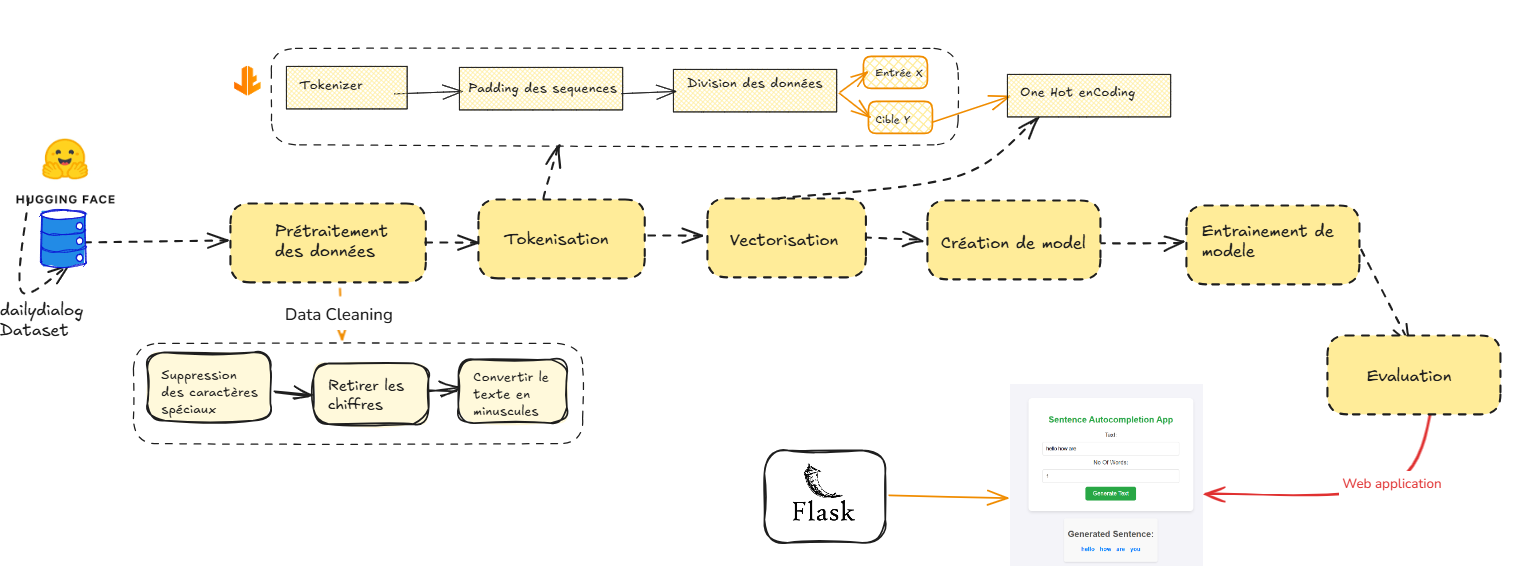 Tokenizer
Padding des sequences
Division des données
Entrée X
Cible Y
One Hot enCoding
HUGGING FACE
dailydialog
Dataset
Prétraitement
des données
Tokenisation
Vectorisation
Création de model
Entrainement de
modele
Data Cleaning
Suppression
des caractères
spéciaux
Retirer les
chiffres
Convertir le
texte en
minuscules
Evaluation
Web application
Flask
Sentence Autocompletion App
Text:
hello how are
No Of Words:
1
Generate Text
Generated Sentence:
hello how are you